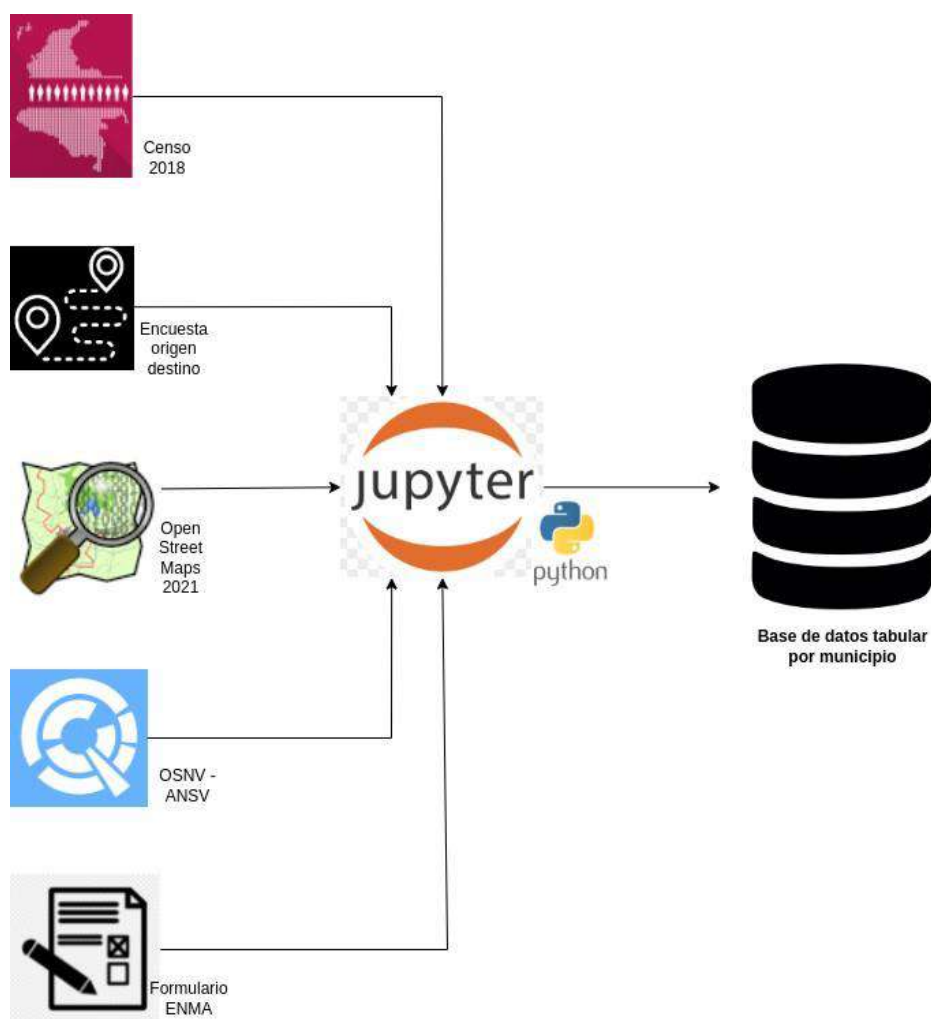 Censo
2018
Encuesta
origen
destino
Open
Street
Maps
2021
jupyter
python
Base de datos tabular
por municipio
OSNV -
ANSV
Formulario
ENMA